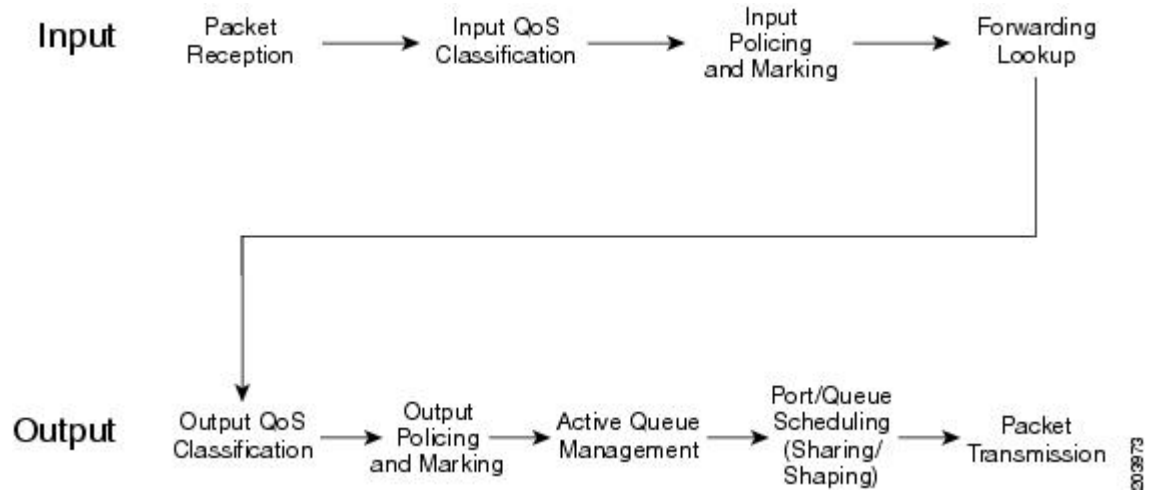 Input
Packet
Reception
Input QoS
Classification
Input
Policing
and Marking
Forwarding
Lookup
Output
Output QoS
Classification
Output
Policing
and Marking
Active Queue
Management
Port/Queue
Scheduling
(Sharing/
Shaping)
Packet
Transmission
203973